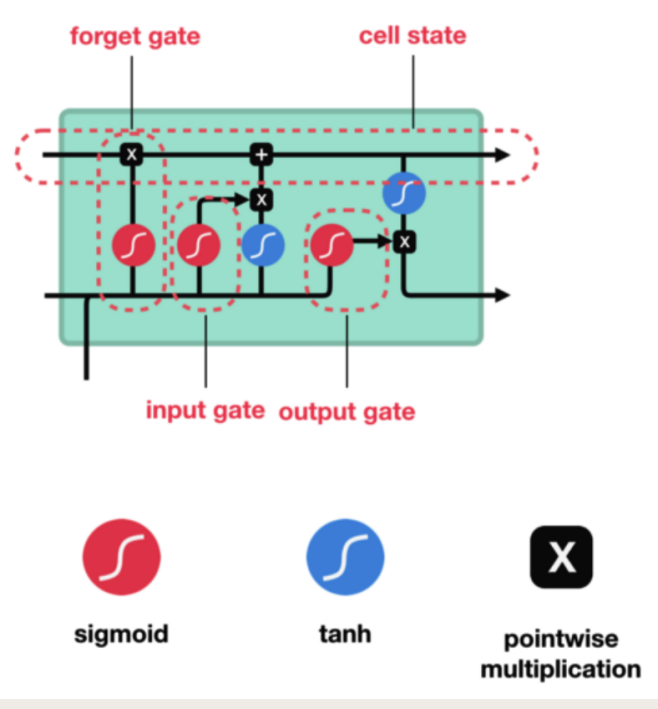 forget gate
cell state
X
+
X
X
input gate
output gate
X
sigmoid
tanh
pointwise
multiplication